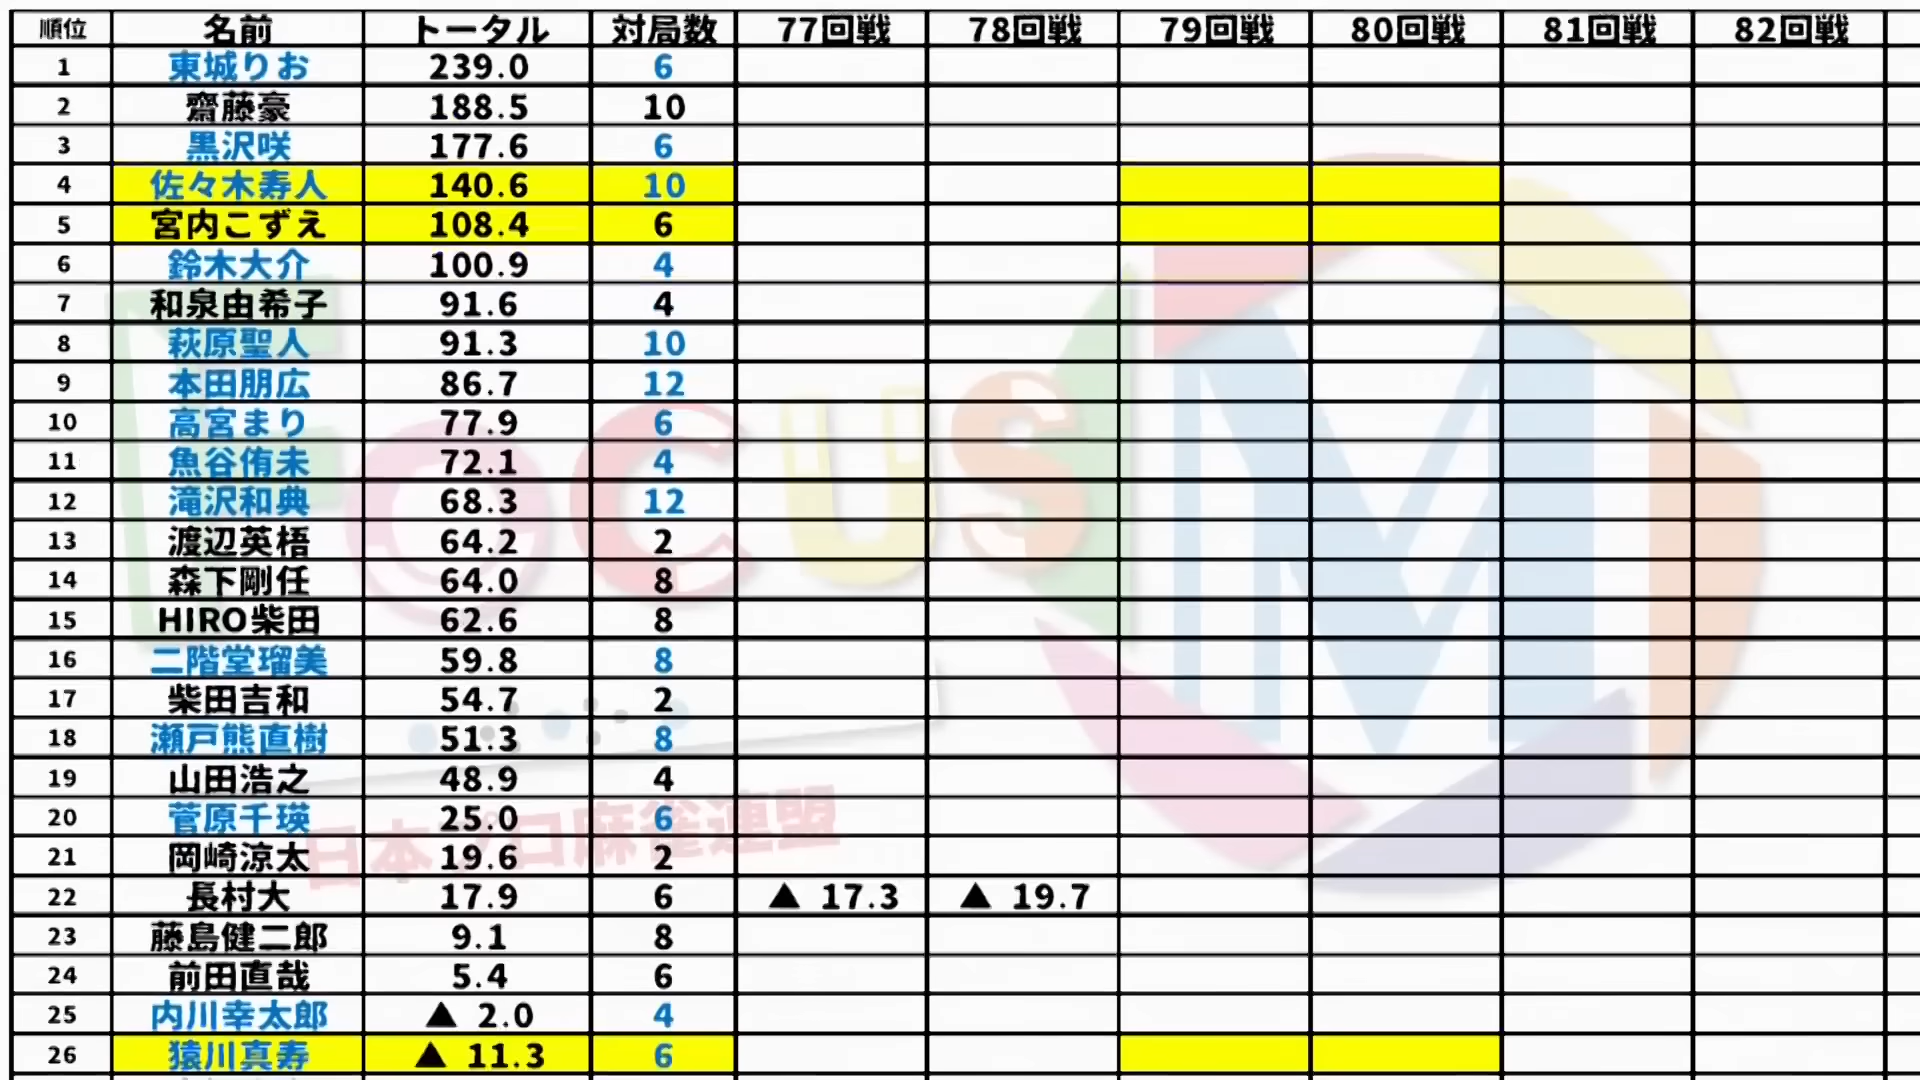 順位 名前 トータル 対局数 77回戦 78回戦 79回戦 80回戦 81回戦 82回戦
1 東城りお 239.0 6
2 齋藤豪 188.5 10
3 黒沢咲 177.6 6
4 佐々木寿人 140.6 10
5 宮内こずえ 108.4 6
6 鈴木大介 100.9 4
7 和泉由希子 91.6 4
8 萩原聖人 91.3 10
9 本田朋広 86.7 12
10 高宮まり 77.9 6
11 魚谷侑未 72.1 4
12 滝沢和典 68.3 12
13 渡辺英梧 64.2 2
14 森下剛任 64.0 8
15 HIRO柴田 62.6 8
16 二階堂瑠美 59.8 8
17 柴田吉和 54.7 2
18 瀬戸熊直樹 51.3 8
19 山田浩之 48.9 4
20 菅原千瑛 25.0 6
21 岡崎涼太 19.6 2
22 長村大 17.9 6 ▲ 17.3 ▲ 19.7
23 藤島健二郎 9.1 8
24 前田直哉 5.4 6
25 内川幸太郎 ▲ 2.0 4
26 猿川真寿 ▲ 11.3 6
FOCUS M
日本プロ麻雀連盟